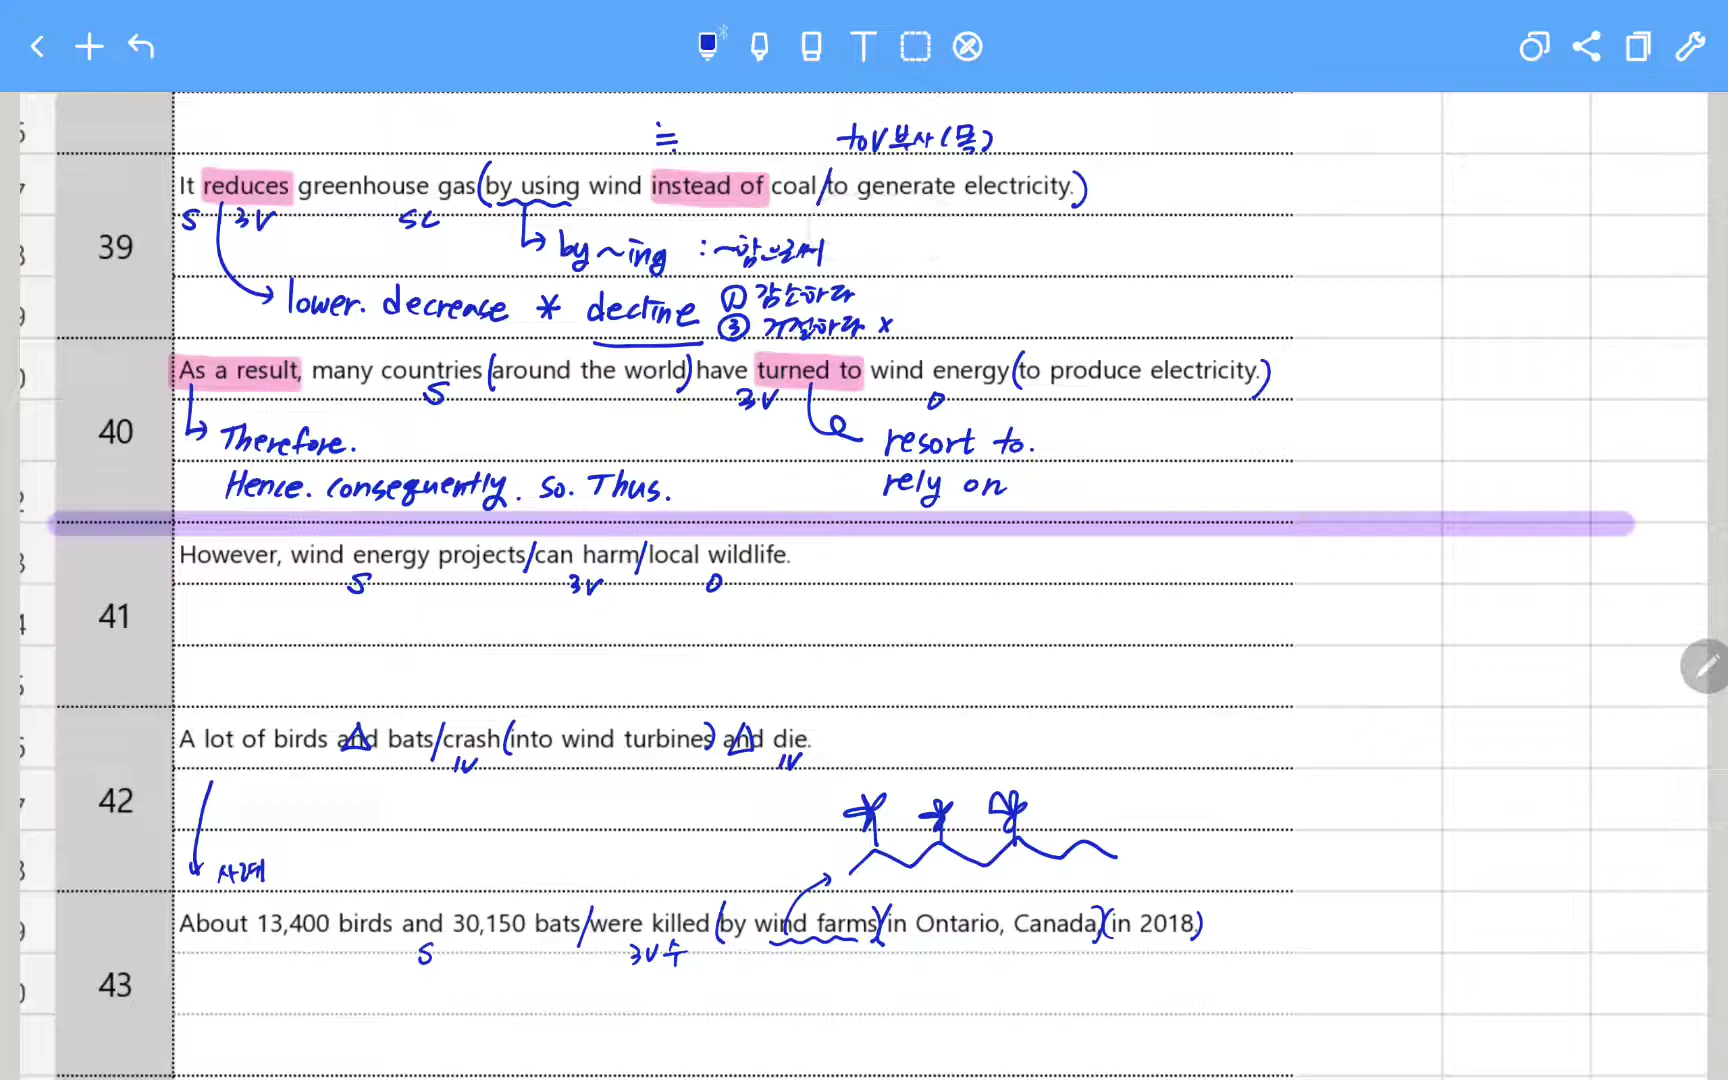 ≒ toV부사(목)
It reduces greenhouse gas(by using wind instead of coal/to generate electricity.)
S 3V
39
by ~ing : ~함으로써
lower. decrease * decline ① 감소하다
③ 거절하다 x
As a result, many countries (around the world) have turned to wind energy (to produce electricity.)
S 3V O
40
Therefore. resort to.
Hence. consequently. so. Thus. rely on
However, wind energy projects/can harm/local wildlife.
S 3V O
41
A lot of birds and bats/crash(into wind turbines) and die.
1V 1V
42
사례
About 13,400 birds and 30,150 bats/were killed (by wind farms)(in Ontario, Canada)(in 2018.)
S 3V수
43